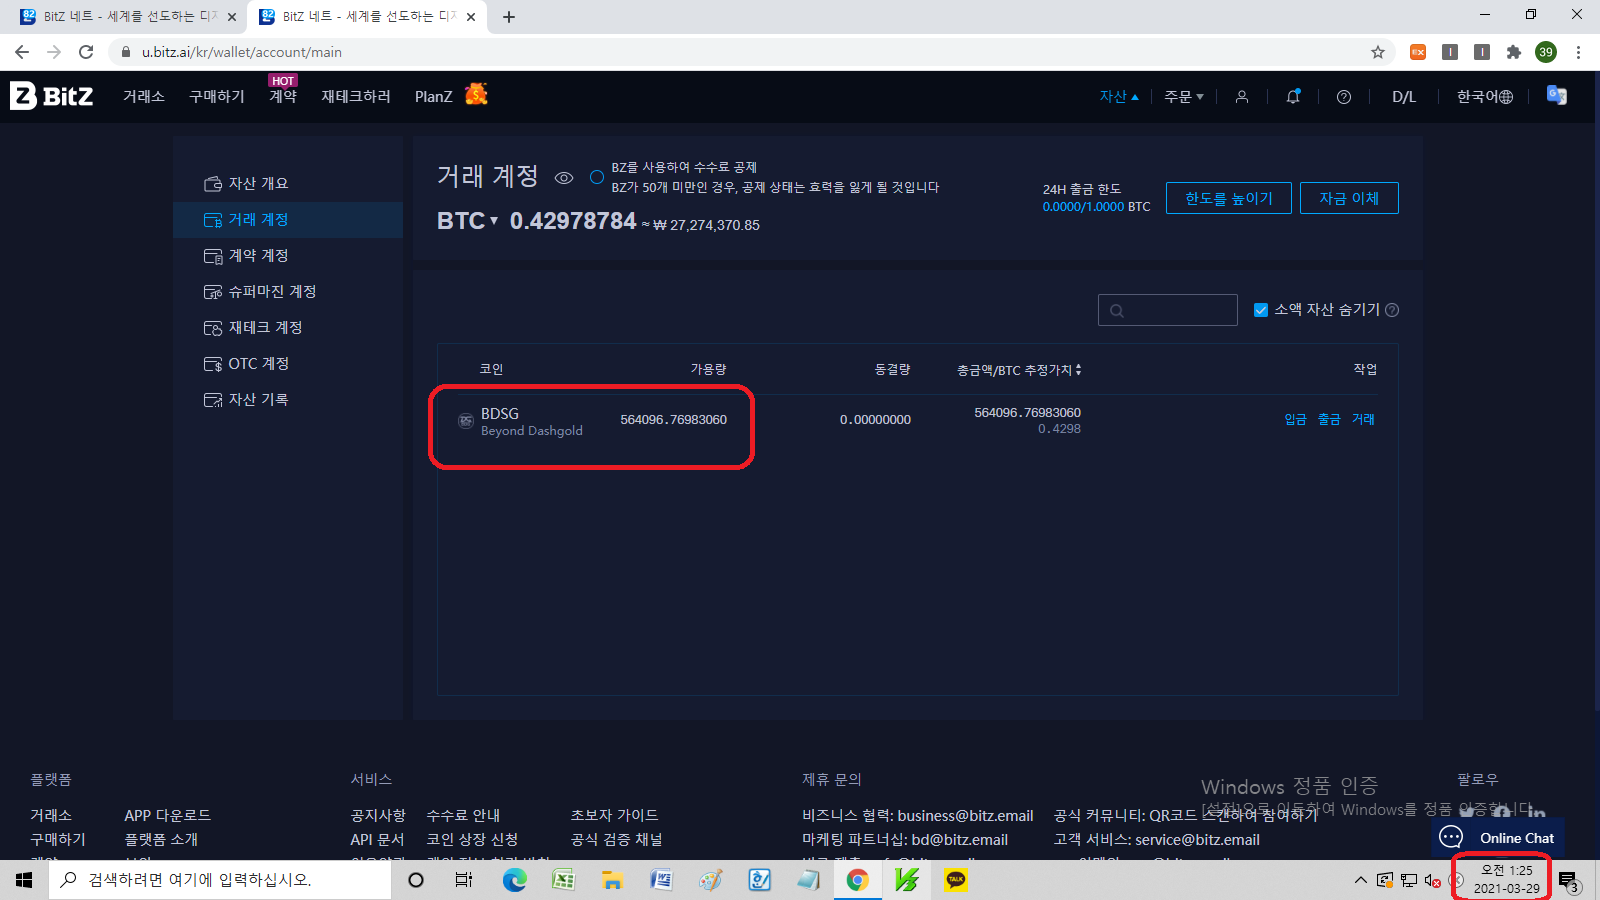 BitZ 네트 - 세계를 선도하는 디지
BitZ 네트 - 세계를 선도하는 디지
u.bitz.ai/kr/wallet/account/main
EX
39
BitZ
거래소
구매하기
HOT
계약
재테크하러
PlanZ
자산
주문
D/L
한국어
자산 개요
거래 계정
계약 계정
슈퍼마진 계정
재테크 계정
OTC 계정
자산 기록
거래 계정
BZ를 사용하여 수수료 공제
BZ가 50개 미만인 경우, 공제 상태는 효력을 잃게 될 것입니다
BTC 0.42978784 ≈ ₩ 27,274,370.85
24H 출금 한도
0.0000/1.0000 BTC
한도를 높이기
자금 이체
소액 자산 숨기기
코인 가용량 동결량 총금액/BTC 추정가치 작업
BDSG 564096.76983060 0.00000000 564096.76983060 입금 출금 거래
Beyond Dashgold 0.4298
플랫폼 서비스 제휴 문의 팔로우
거래소 APP 다운로드 공지사항 수수료 안내 초보자 가이드 비즈니스 협력: business@bitz.email 공식 커뮤니티: QR코드 스캔하여 참여하기
구매하기 플랫폼 소개 API 문서 코인 상장 신청 공식 검증 채널 마케팅 파트너십: bd@bitz.email 고객 서비스: service@bitz.email
Windows 정품 인증
[설정]으로 이동하여 Windows를 정품 인증합니다.
Online Chat
검색하려면 여기에 입력하십시오.
TALK
오전 1:25
2021-03-29
3